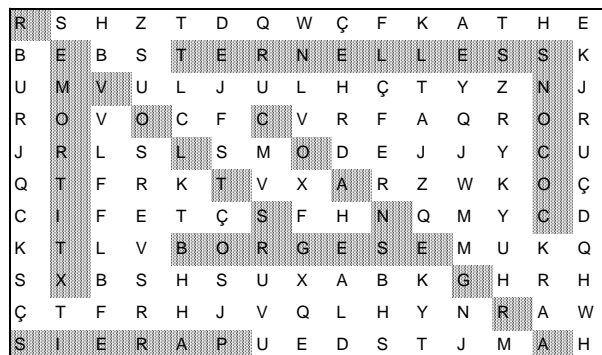 R S H Z T D Q W Ç F K A T H E
B E B S T E R N E L L E S S K
U M V U L J U L H Ç T Y Z N J
R O V O C F C V R F A Q R O R
J R L S L S M O D E J J Y C U
Q T F R K T V X A R Z W K O Ç
C I F E T Ç S F H N Q M Y C D
K T L V B O R G E S E M U K Q
S X B S H S U X A B K G H R H
Ç T F R H J V Q L H Y N R A W
S I E R A P U E D S T J M A H